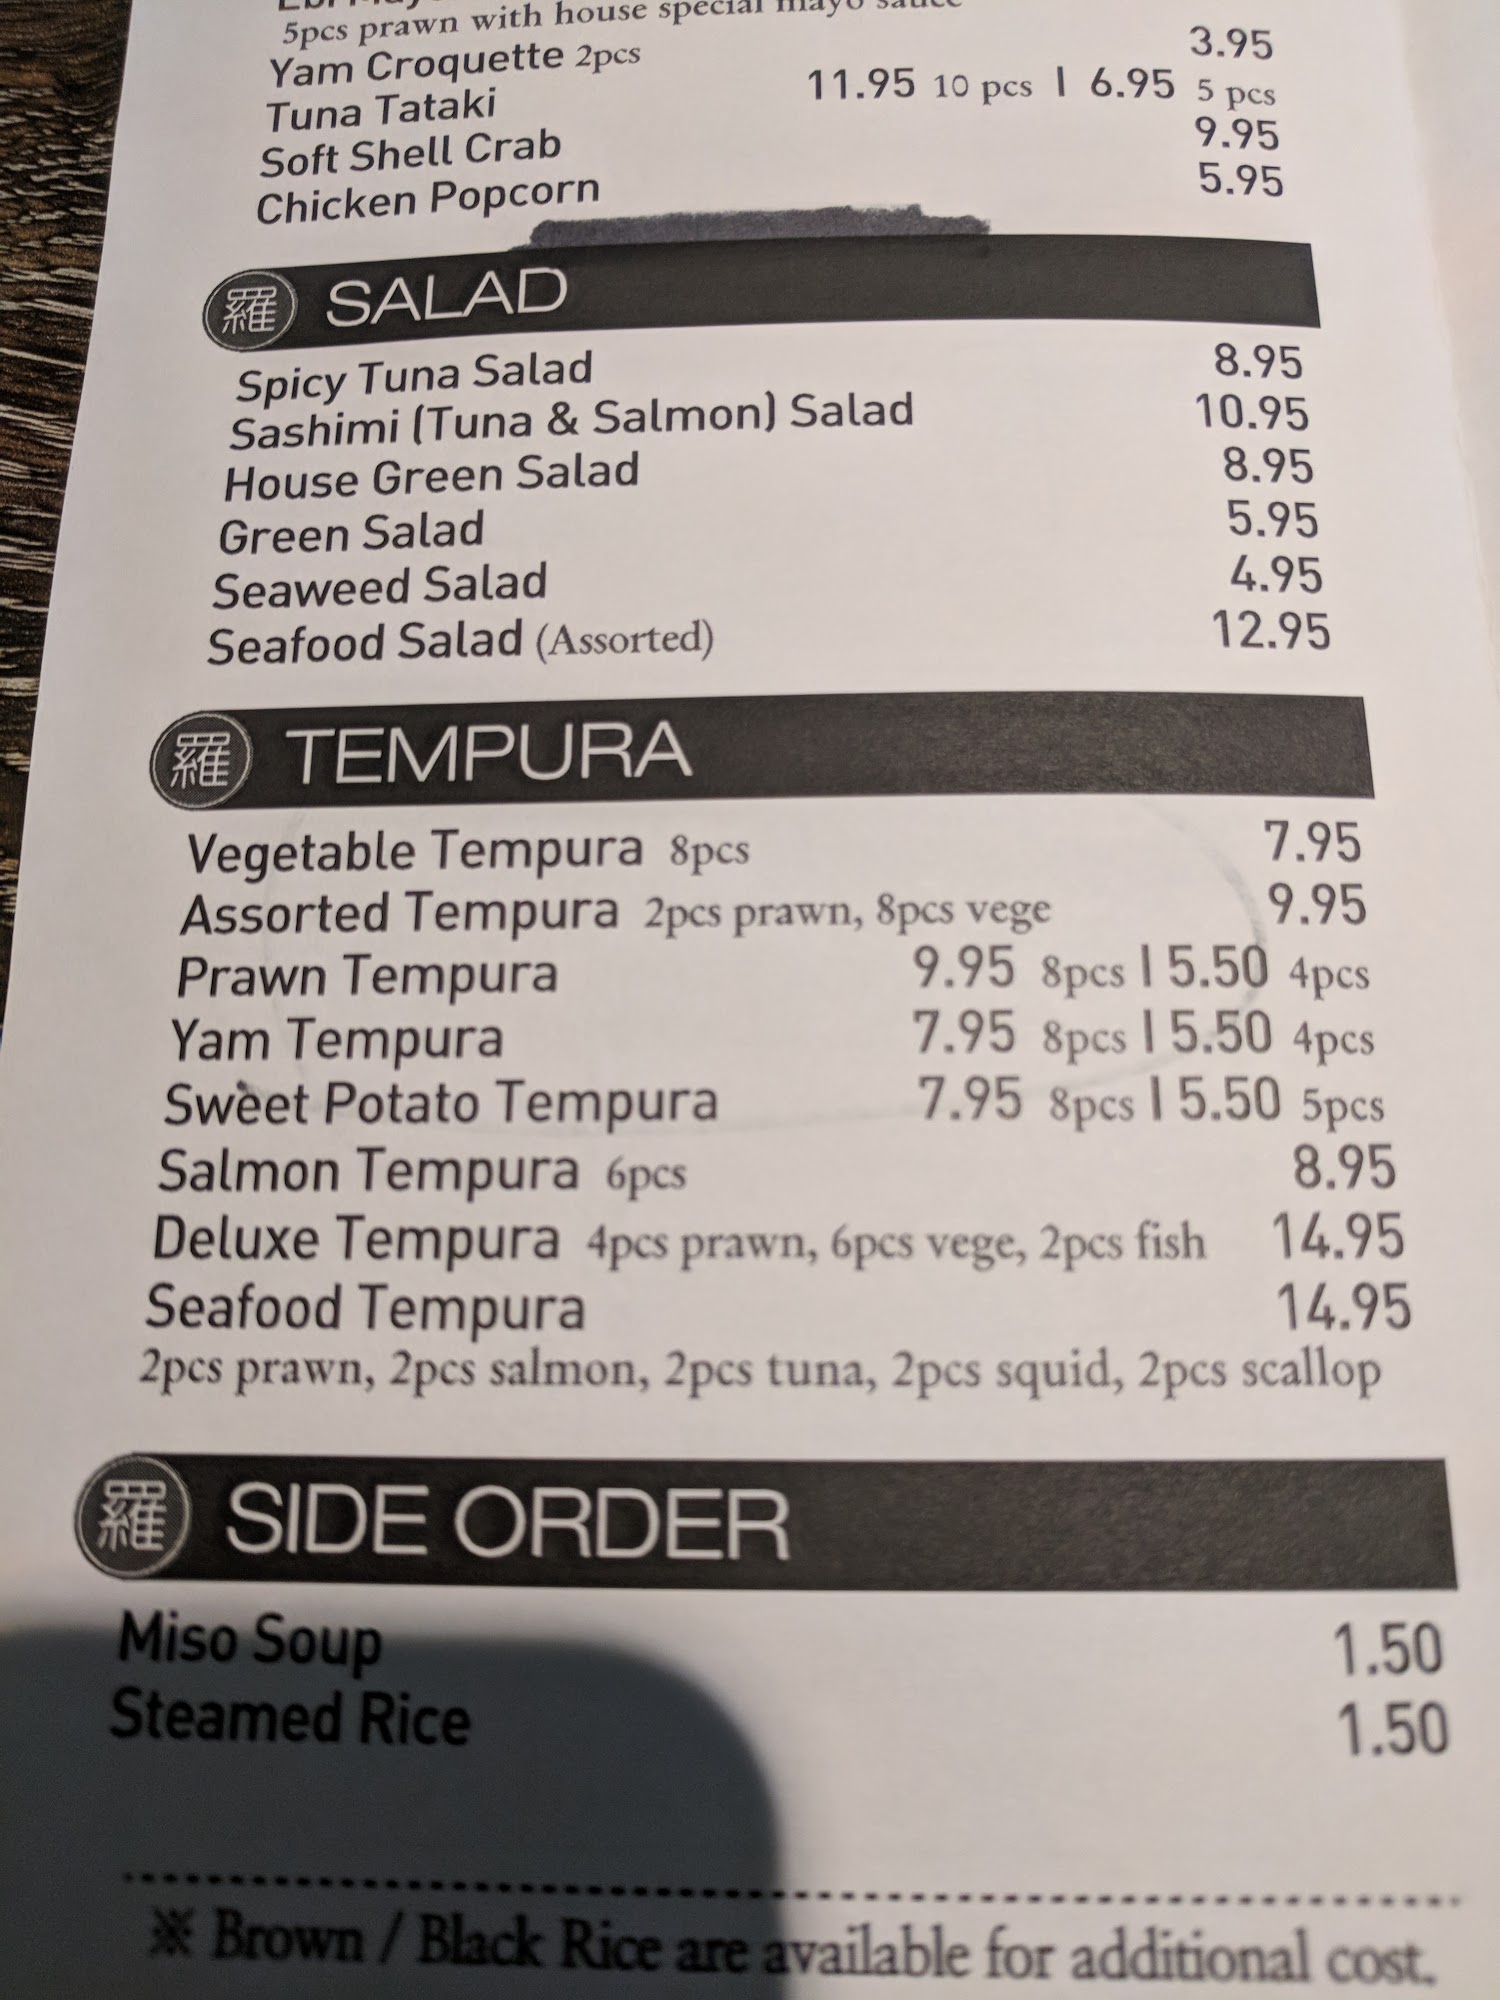 5pcs prawn with house special mayo sauce
Yam Croquette 2pcs 3.95
Tuna Tataki 11.95 10 pcs | 6.95 5 pcs
Soft Shell Crab 9.95
Chicken Popcorn 5.95
羅 SALAD
Spicy Tuna Salad 8.95
Sashimi (Tuna & Salmon) Salad 10.95
House Green Salad 8.95
Green Salad 5.95
Seaweed Salad 4.95
Seafood Salad (Assorted) 12.95
羅 TEMPURA
Vegetable Tempura 8pcs 7.95
Assorted Tempura 2pcs prawn, 8pcs vege 9.95
Prawn Tempura 9.95 8pcs | 5.50 4pcs
Yam Tempura 7.95 8pcs | 5.50 4pcs
Sweet Potato Tempura 7.95 8pcs | 5.50 5pcs
Salmon Tempura 6pcs 8.95
Deluxe Tempura 4pcs prawn, 6pcs vege, 2pcs fish 14.95
Seafood Tempura 14.95
2pcs prawn, 2pcs salmon, 2pcs tuna, 2pcs squid, 2pcs scallop
羅 SIDE ORDER
Miso Soup 1.50
Steamed Rice 1.50
※ Brown / Black Rice are available for additional cost.